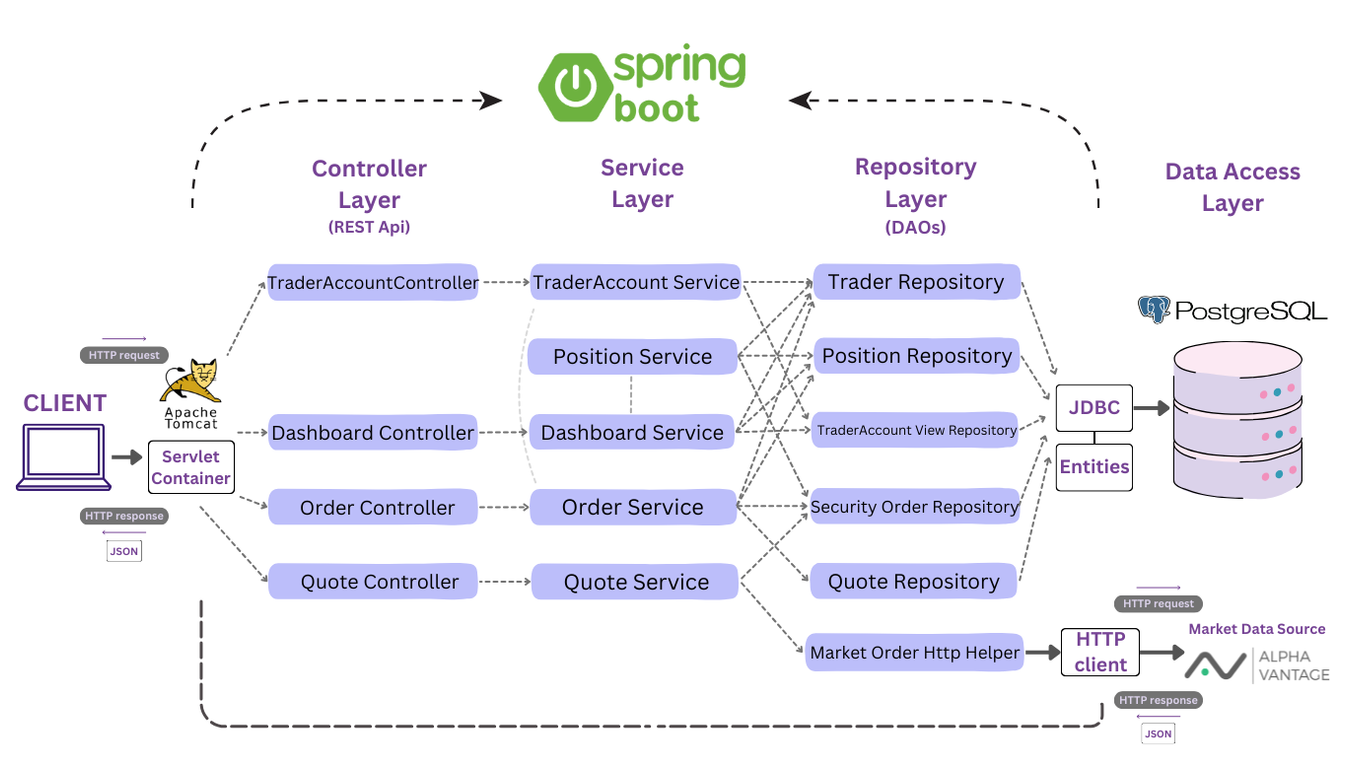 spring
boot
Controller
Layer
(REST Api)
Service
Layer
Repository
Layer
(DAOs)
Data Access
Layer
TraderAccountController
TraderAccount Service
Trader Repository
PostgreSQL
HTTP request
Position Service
Position Repository
CLIENT
Apache
Tomcat
JDBC
Dashboard Controller
Dashboard Service
TraderAccount View Repository
Servlet
Container
Entities
Order Controller
Order Service
Security Order Repository
HTTP response
JSON
Quote Controller
Quote Service
Quote Repository
HTTP request
Market Data Source
Market Order Http Helper
HTTP
client
ALPHA
VANTAGE
HTTP response
JSON